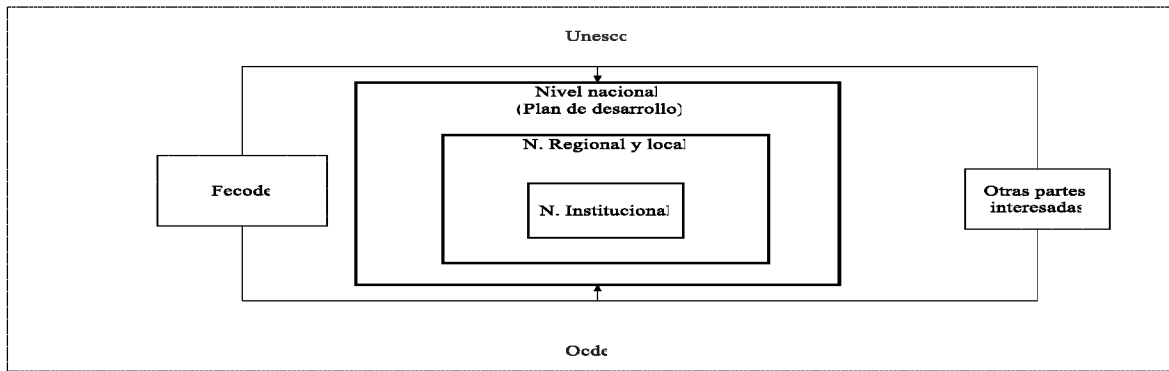 Unesco
Nivel nacional
(Plan de desarrollo)
N. Regional y local
Fecode
N. Institucional
Otras partes
interesadas
Ocde